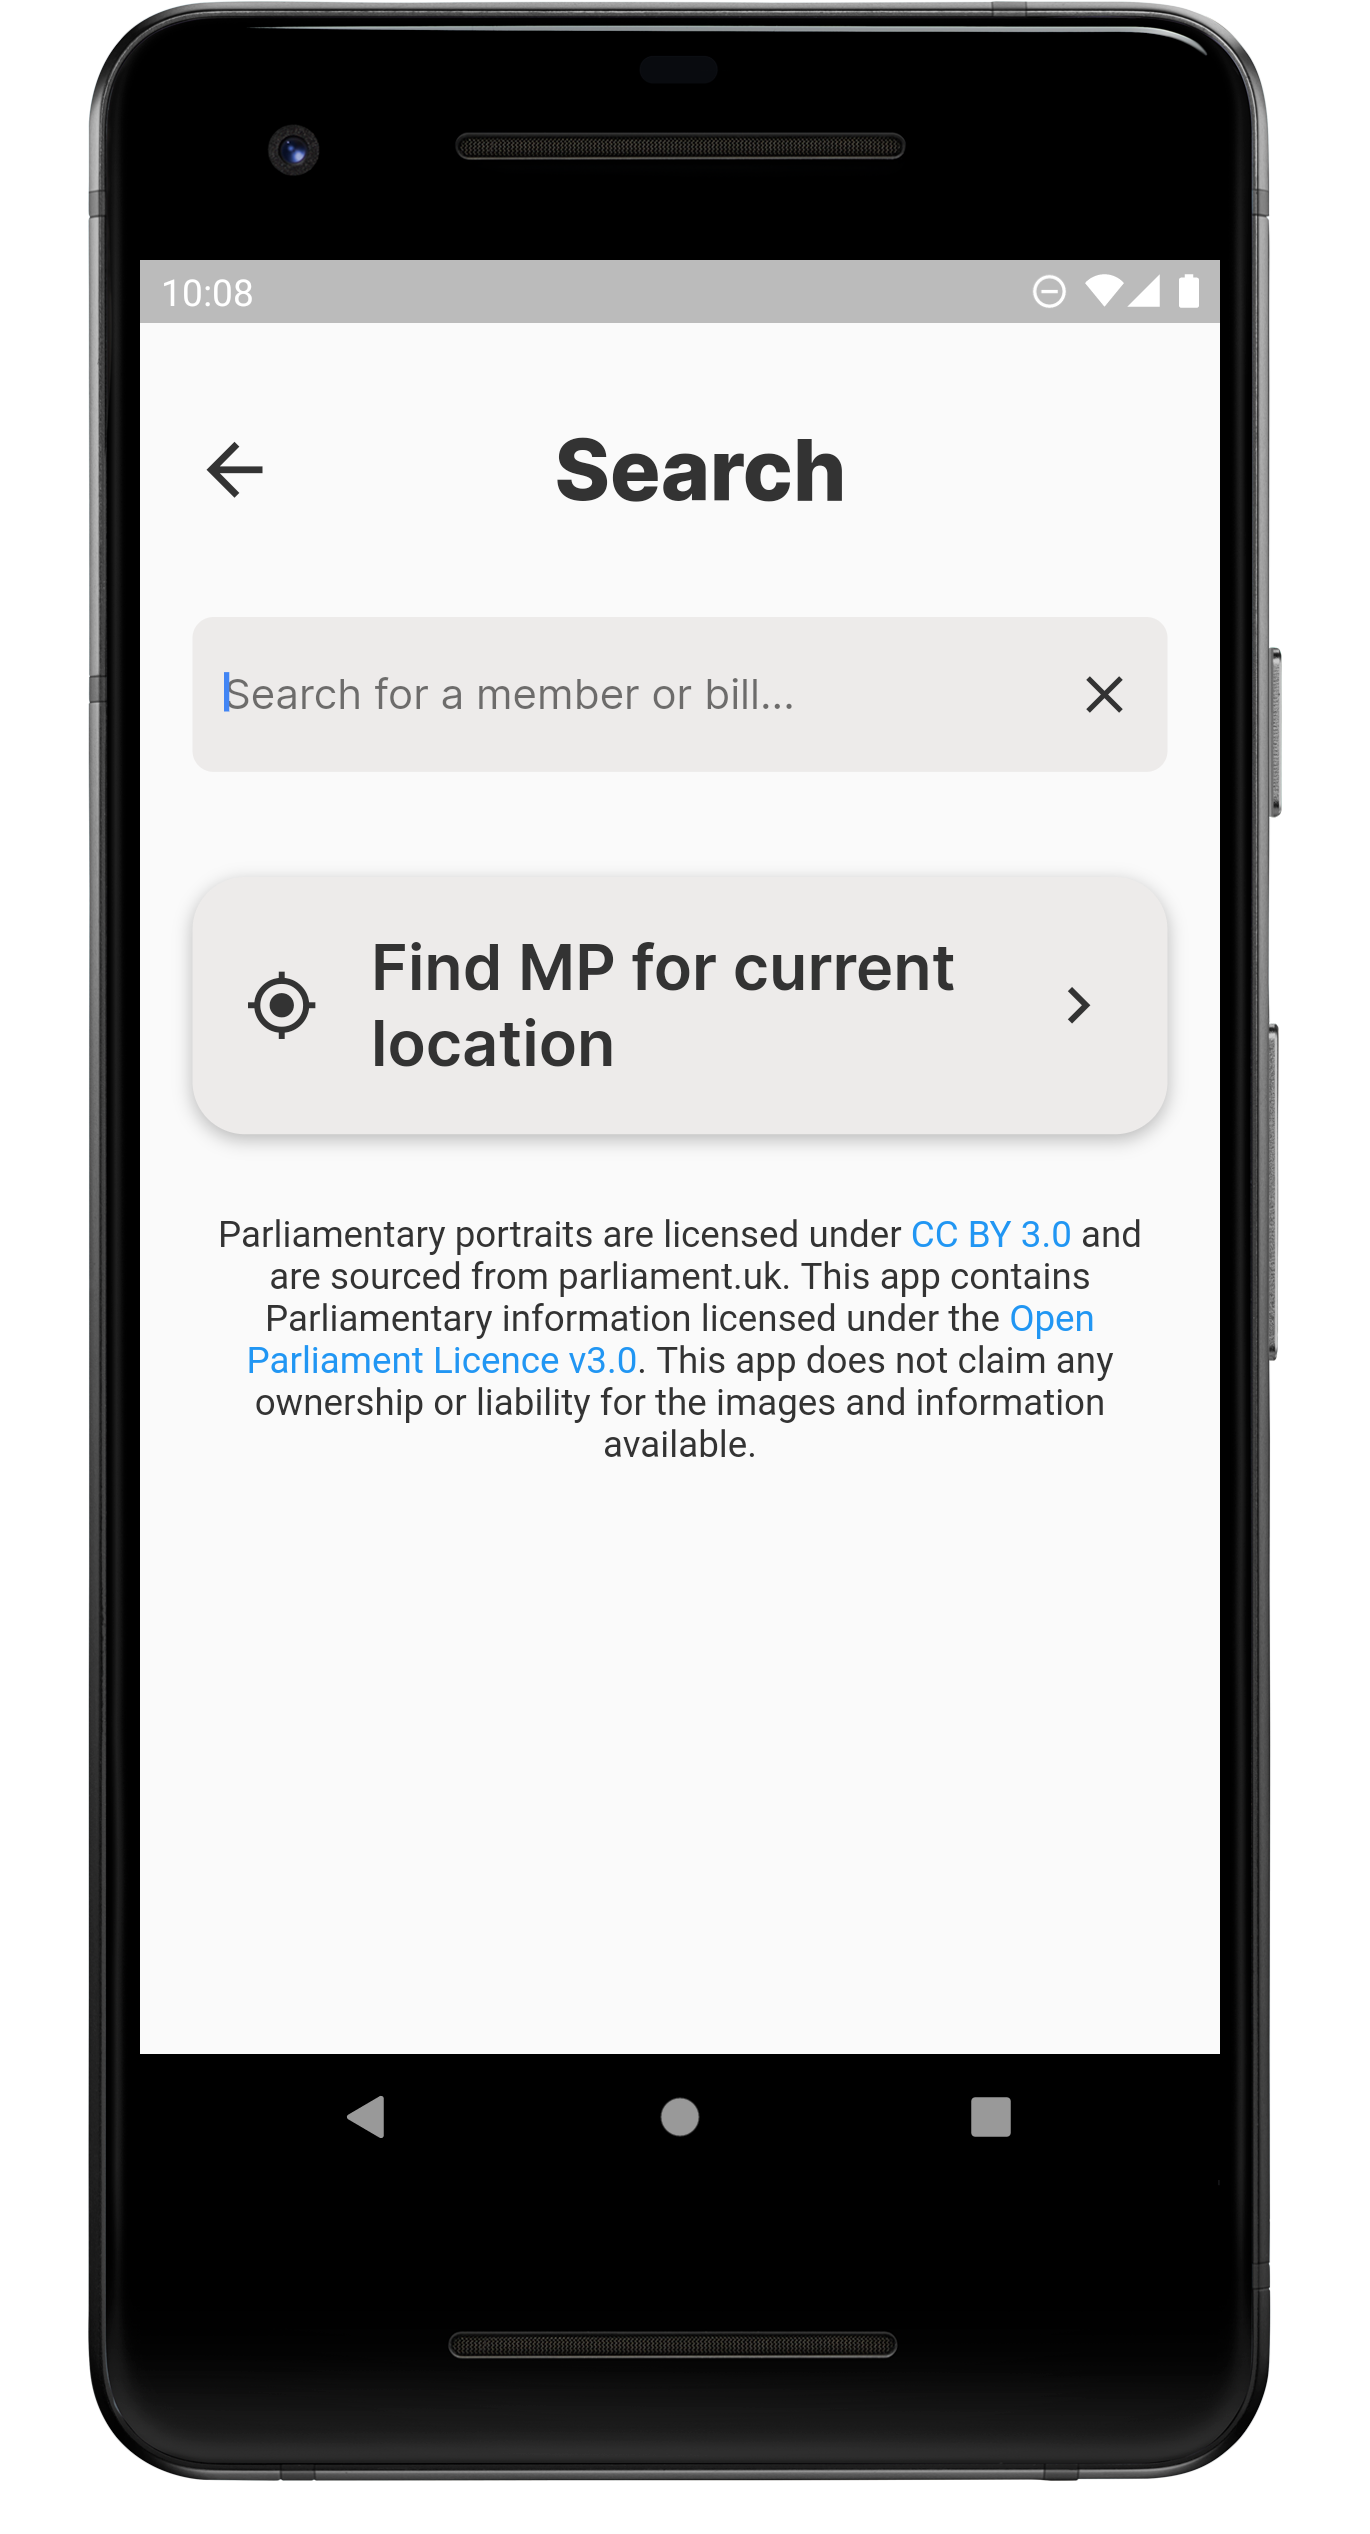 10:08
Search
Search for a member or bill...
Find MP for current
location
Parliamentary portraits are licensed under CC BY 3.0 and
are sourced from parliament.uk. This app contains
Parliamentary information licensed under the Open
Parliament Licence v3.0. This app does not claim any
ownership or liability for the images and information
available.